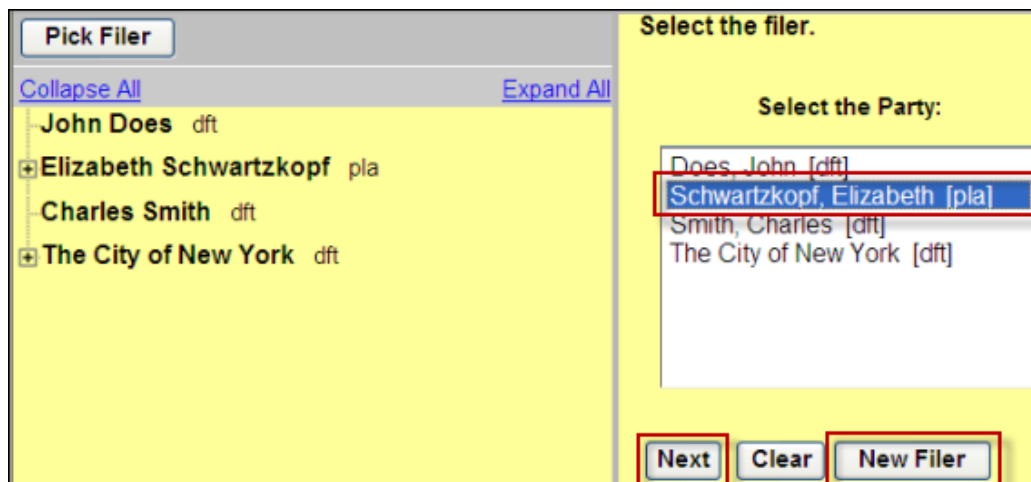 Pick Filer
Collapse All Expand All
John Does dft
Elizabeth Schwartzkopf pla
Charles Smith dft
The City of New York dft
Select the filer.
Select the Party:
Does, John [dft]
Schwartzkopf, Elizabeth [pla]
Smith, Charles [dft]
The City of New York [dft]
Next Clear New Filer